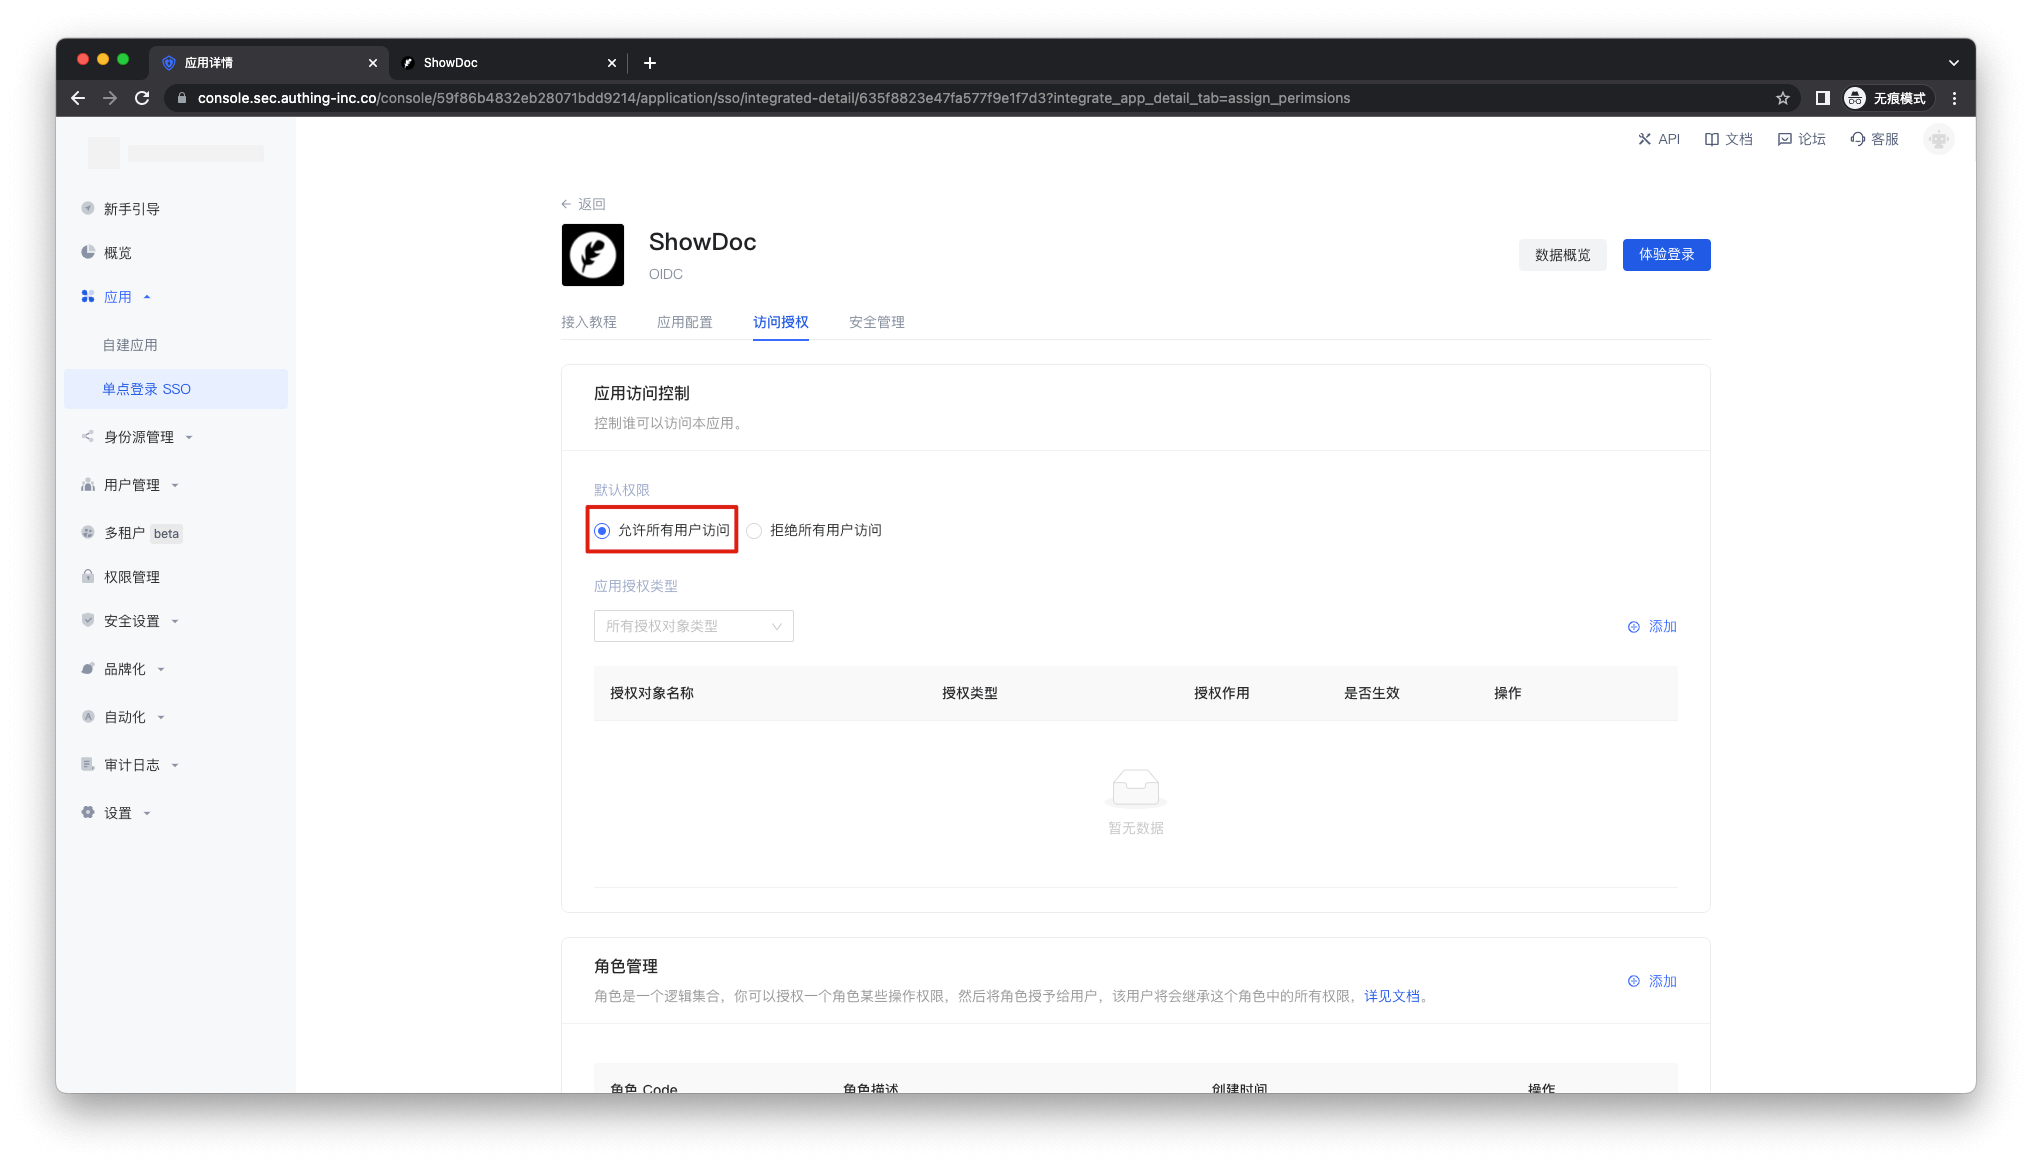 应用详情
ShowDoc
console.sec.authing-inc.co/console/59f86b4832eb28071bdd9214/application/sso/integrated-detail/635f8823e47fa577f9e1f7d3?integrate_app_detail_tab=assign_perimsions
无痕模式
API
文档
论坛
客服
新手引导
概览
应用
自建应用
单点登录 SSO
身份源管理
用户管理
多租户 beta
权限管理
安全设置
品牌化
自动化
审计日志
设置
返回
ShowDoc
OIDC
数据概览
体验登录
接入教程
应用配置
访问授权
安全管理
应用访问控制
控制谁可以访问本应用。
默认权限
允许所有用户访问
拒绝所有用户访问
应用授权类型
所有授权对象类型
添加
授权对象名称
授权类型
授权作用
是否生效
操作
暂无数据
角色管理
添加
角色是一个逻辑集合，你可以授权一个角色某些操作权限，然后将角色授予给用户，该用户将会继承这个角色中的所有权限，详见文档。
角色 Code
角色描述
创建时间
操作